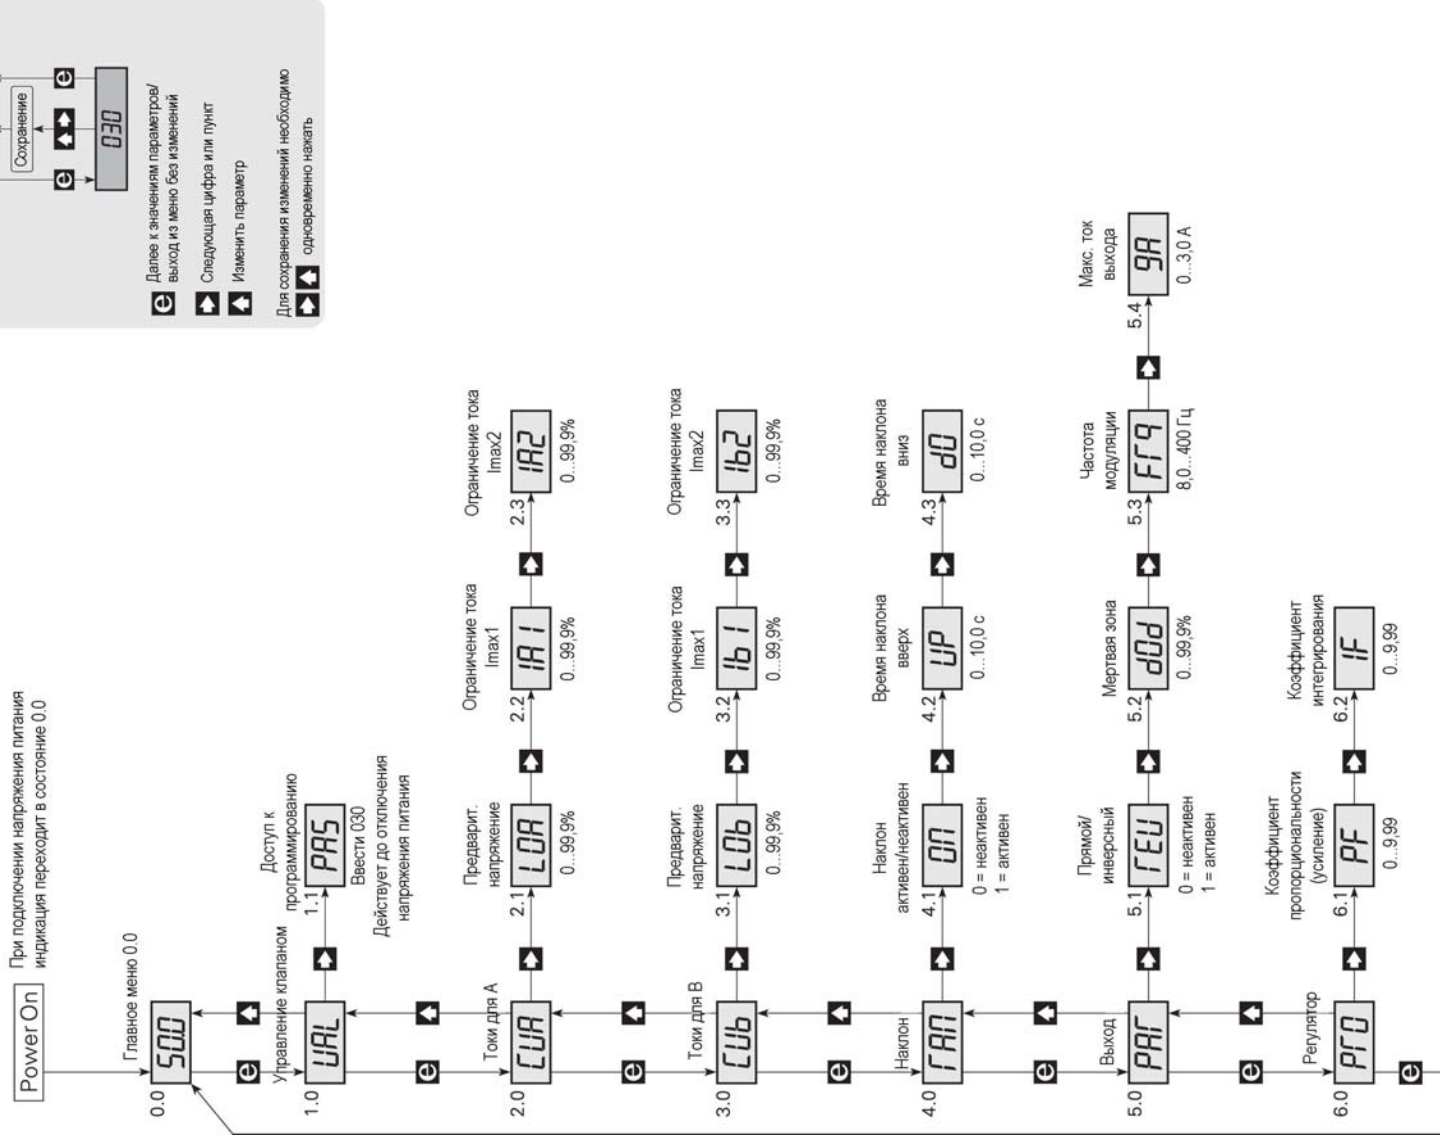 Power On
При подключении напряжения питания
индикация переходит в состояние 0.0
Сохранение
e
e
030
e
Далее к значениям параметров/
выход из меню без изменений
Следующая цифра или пункт
Изменить параметр
Для сохранения изменений необходимо
одновременно нажать
0.0
Главное меню 0.0
50.0
e
1.0
Управление клапаном
UAL
1.1
Доступ к
программированию
PAS
Ввести 030
Действует до отключения
напряжения питания
e
2.0
Токи для А
CUA
2.1
Предварит.
напряжение
LOA
0...99,9%
2.2
Ограничение тока
Imax1
IA1
0...99,9%
2.3
Ограничение тока
Imax2
IA2
0...99,9%
e
3.0
Токи для В
CUb
3.1
Предварит.
напряжение
LOb
0...99,9%
3.2
Ограничение тока
Imax1
Ib1
0...99,9%
3.3
Ограничение тока
Imax2
Ib2
0...99,9%
e
4.0
Наклон
rAn
4.1
Наклон
активен/неактивен
On
0 = неактивен
1 = активен
4.2
Время наклона
вверх
UP
0...10,0 с
4.3
Время наклона
вниз
dO
0...10,0 с
e
5.0
Выход
PAr
5.1
Прямой/
инверсный
rEU
0 = неактивен
1 = активен
5.2
Мертвая зона
dOd
0...99,9%
5.3
Частота
модуляции
Frq
8,0...400 Гц
5.4
Макс. ток
выхода
gA
0...3,0 А
e
6.0
Регулятор
PrO
6.1
Коэффициент
пропорциональности
(усиление)
PF
0...9,99
6.2
Коэффициент
интегрирования
IF
0...9,99
e